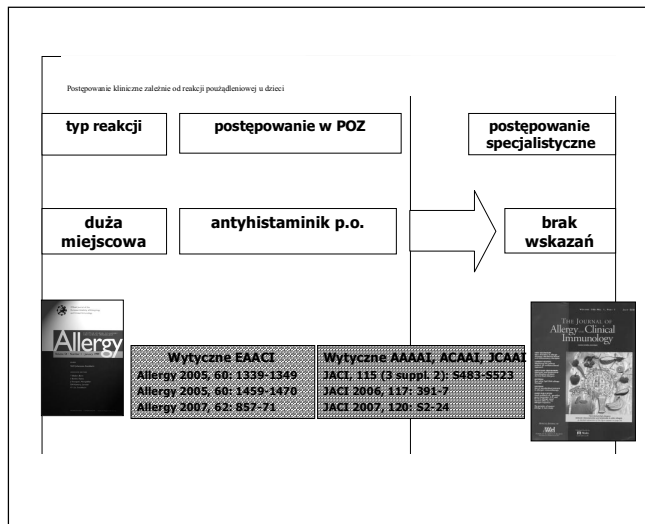 Postępowanie kliniczne zależnie od reakcji poużądleniowej u dzieci
typ reakcji
postępowanie w POZ
postępowanie
specjalistyczne
duża
miejscowa
antyhistaminik p.o.
brak
wskazań
Allergy
THE JOURNAL OF
Allergy AND Clinical
Immunology
Wytyczne EAACI
Allergy 2005, 60: 1339-1349
Allergy 2005, 60: 1459-1470
Allergy 2007, 62: 857-71
Wytyczne AAAAI, ACAAI, JCAAI
JACI, 115 (3 suppl. 2): S483-S523
JACI 2006, 117: 391-7
JACI 2007, 120: S2-24